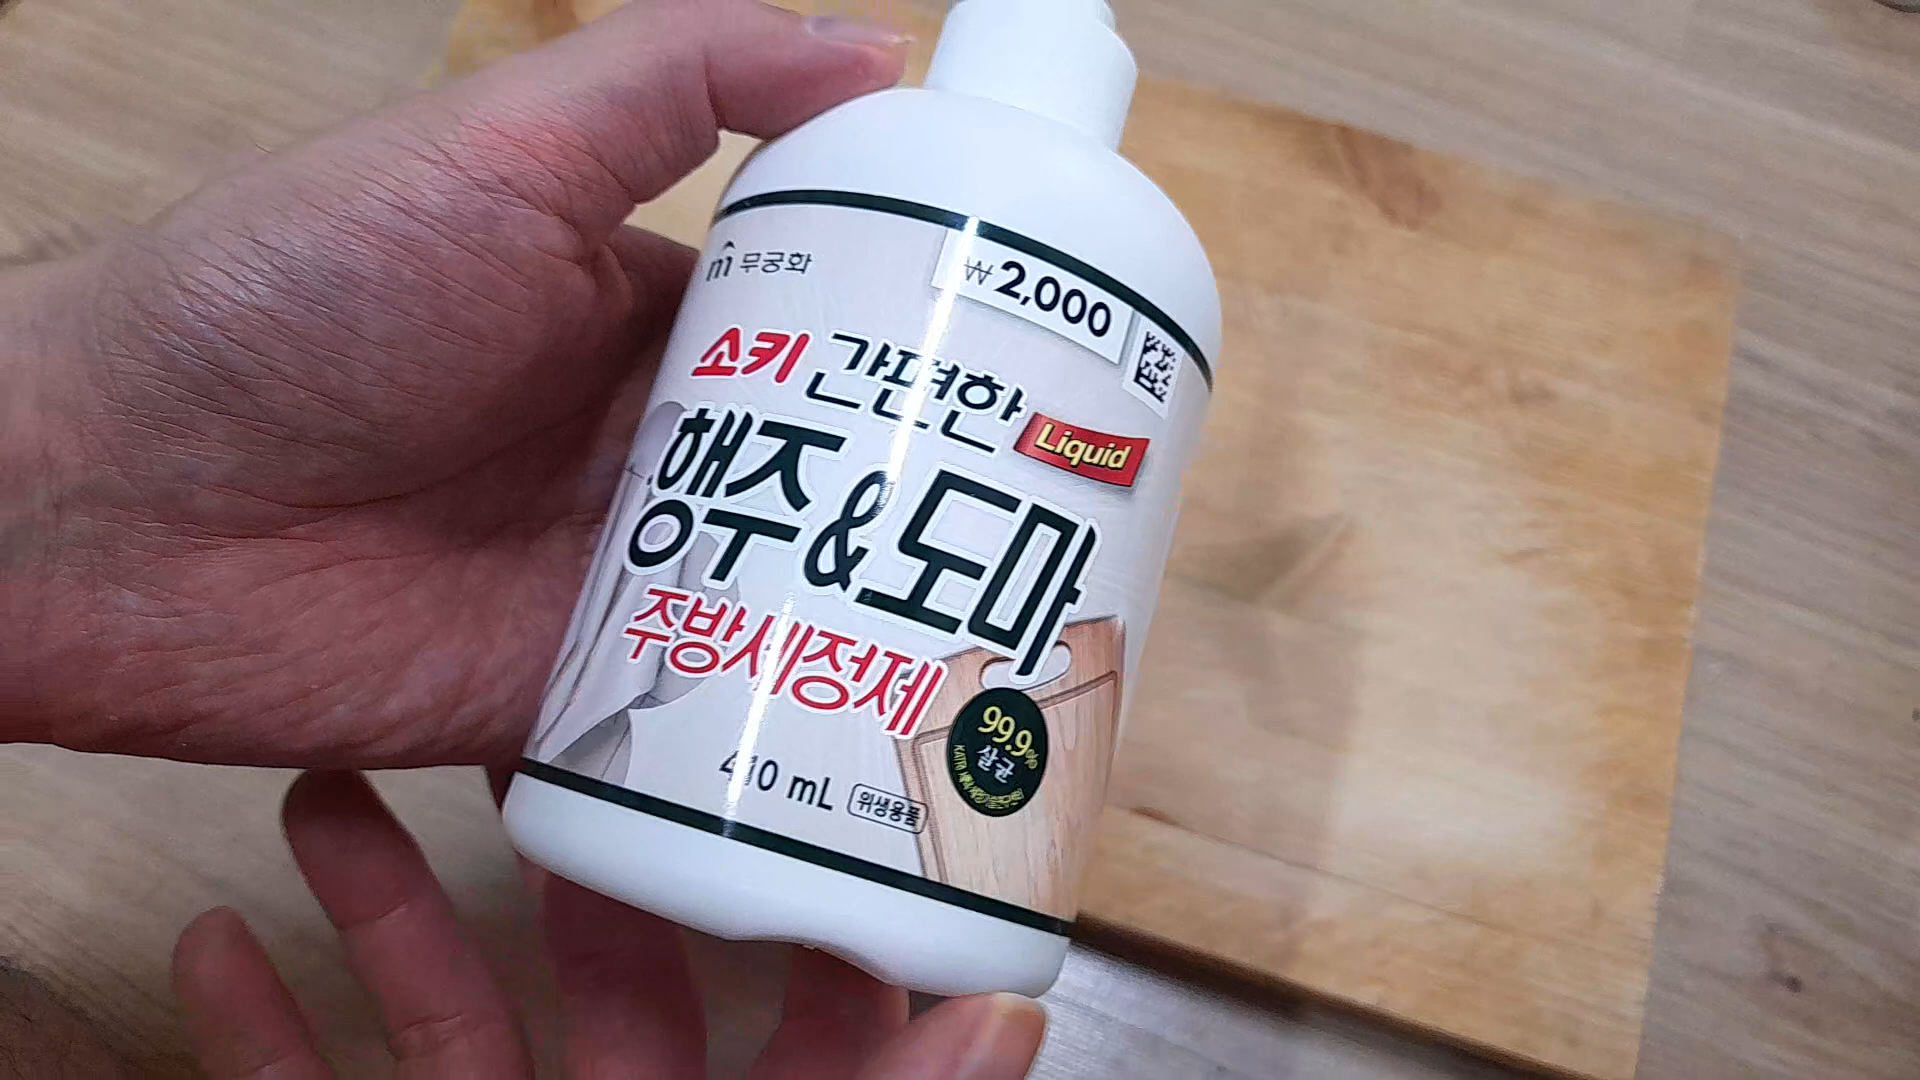 무궁화
₩2,000
소키 간편한
Liquid
행주&도마
주방세정제
99.9%
살균
410 mL
위생용품